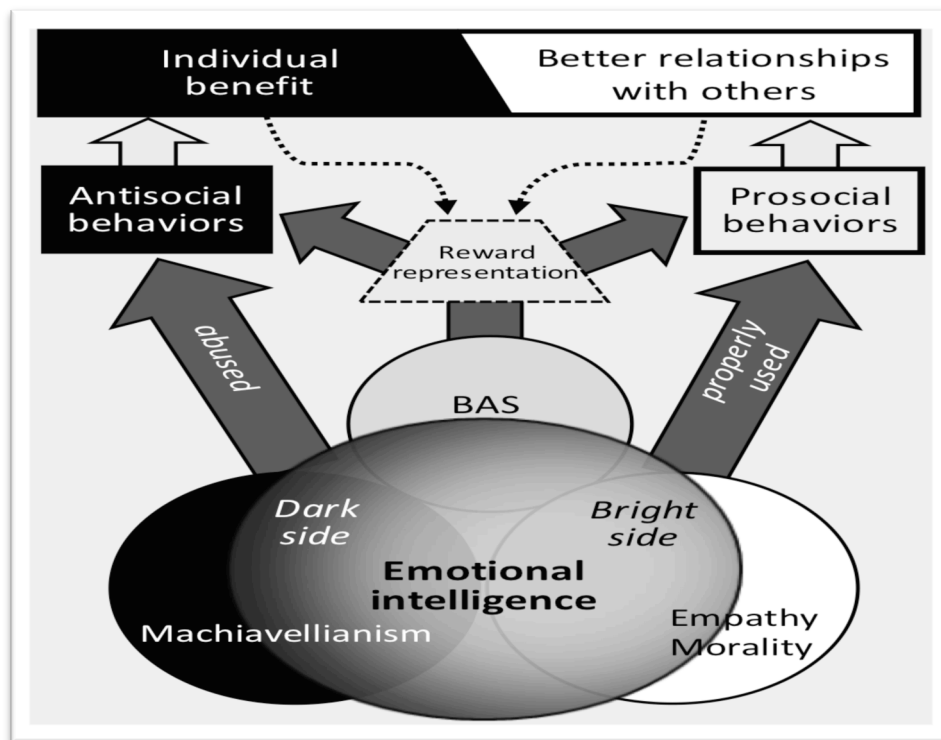 Individual
benefit
Better relationships
with others
Antisocial
behaviors
Prosocial
behaviors
Reward
representation
abused
properly
used
BAS
Dark
side
Bright
side
Emotional
intelligence
Machiavellianism
Empathy
Morality